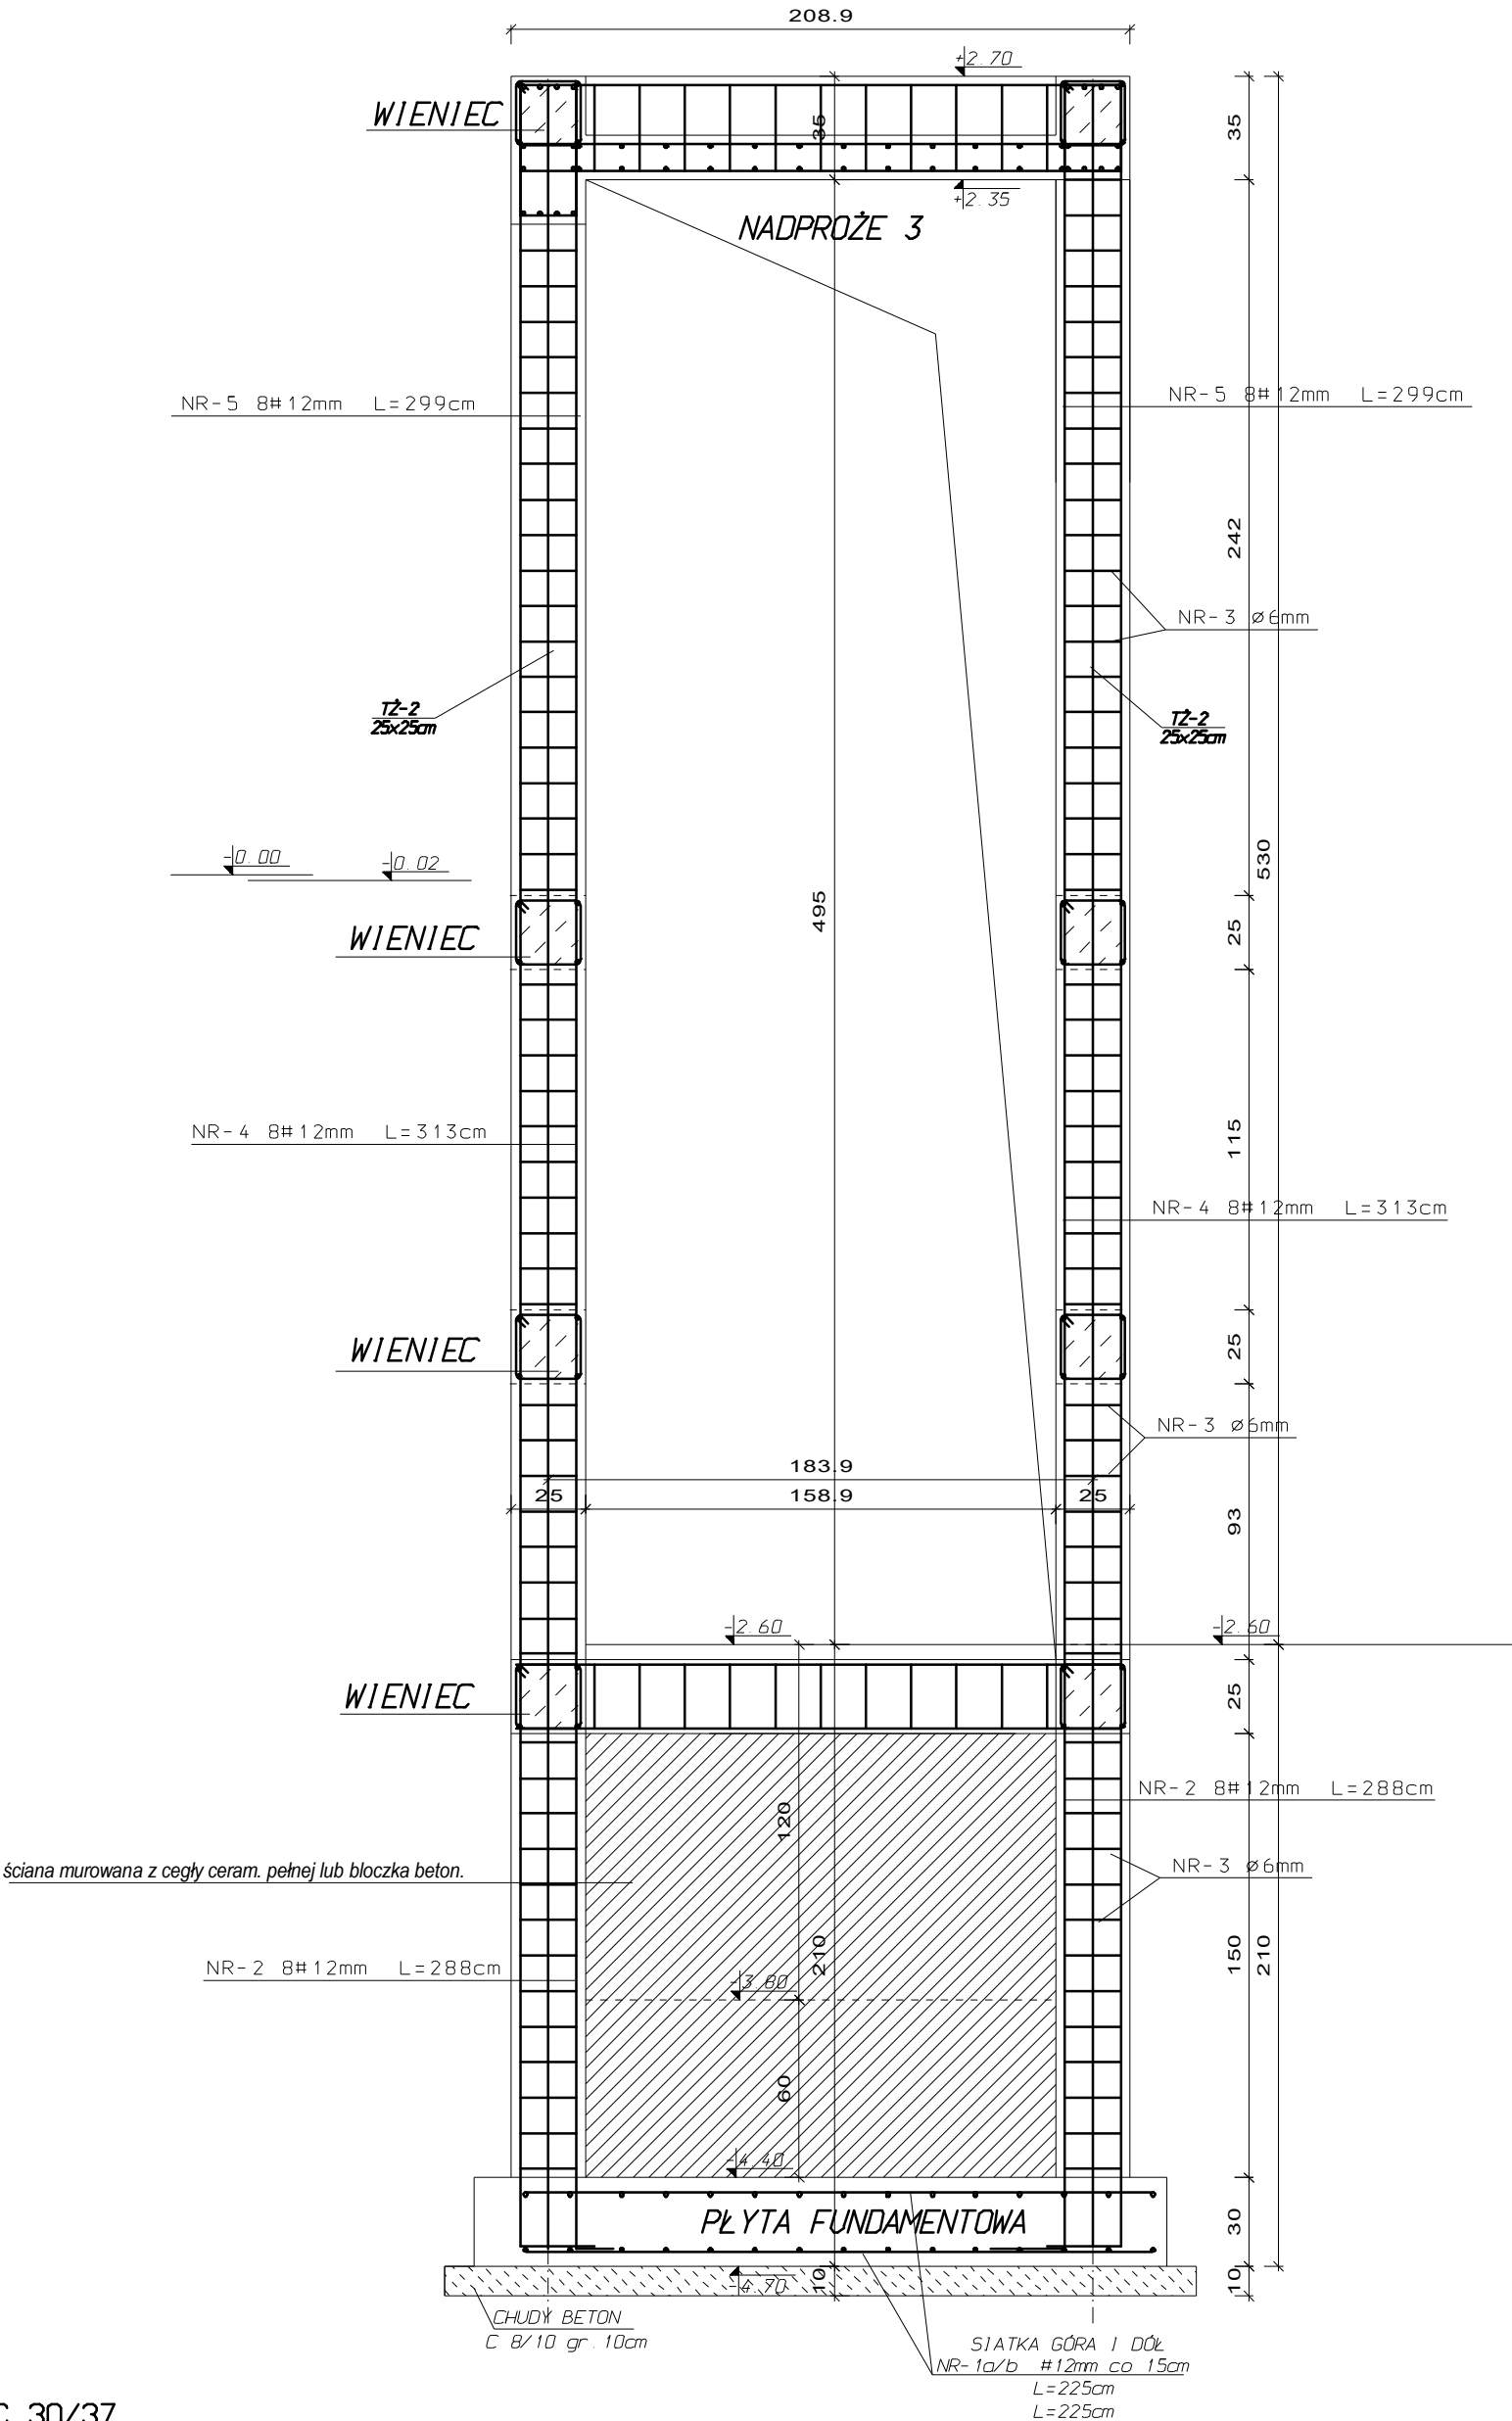 208.9
+2.70
WIENIEC
35
35
+2.35
NADPROŻE 3
NR-5 8#12mm L=299cm
NR-5 8#12mm L=299cm
242
NR-3 ø6mm
TŻ-2
25x25cm
TŻ-2
25x25cm
-0.00
-0.02
530
495
WIENIEC
25
NR-4 8#12mm L=313cm
115
NR-4 8#12mm L=313cm
WIENIEC
25
NR-3 ø6mm
183.9
25
158.9
25
93
-2.60
-2.60
WIENIEC
25
NR-2 8#12mm L=288cm
120
ściana murowana z cegły ceram. pełnej lub bloczka beton.
NR-3 ø6mm
210
150
210
NR-2 8#12mm L=288cm
-3.80
60
-4.40
PŁYTA FUNDAMENTOWA
30
-4.70
10
10
CHUDY BETON
C 8/10 gr. 10cm
SIATKA GÓRA I DÓŁ
NR-1a/b #12mm co 15cm
L=225cm
L=225cm
C 30/37